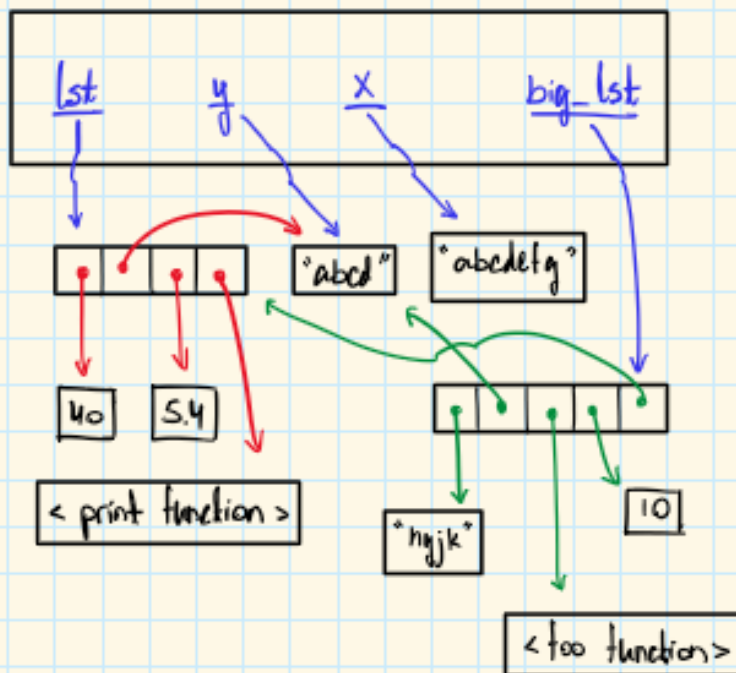 lst y x big_lst
"abcd" "abcdefg"
40 5.4
< print function >
"hgjk" 10
< foo function >